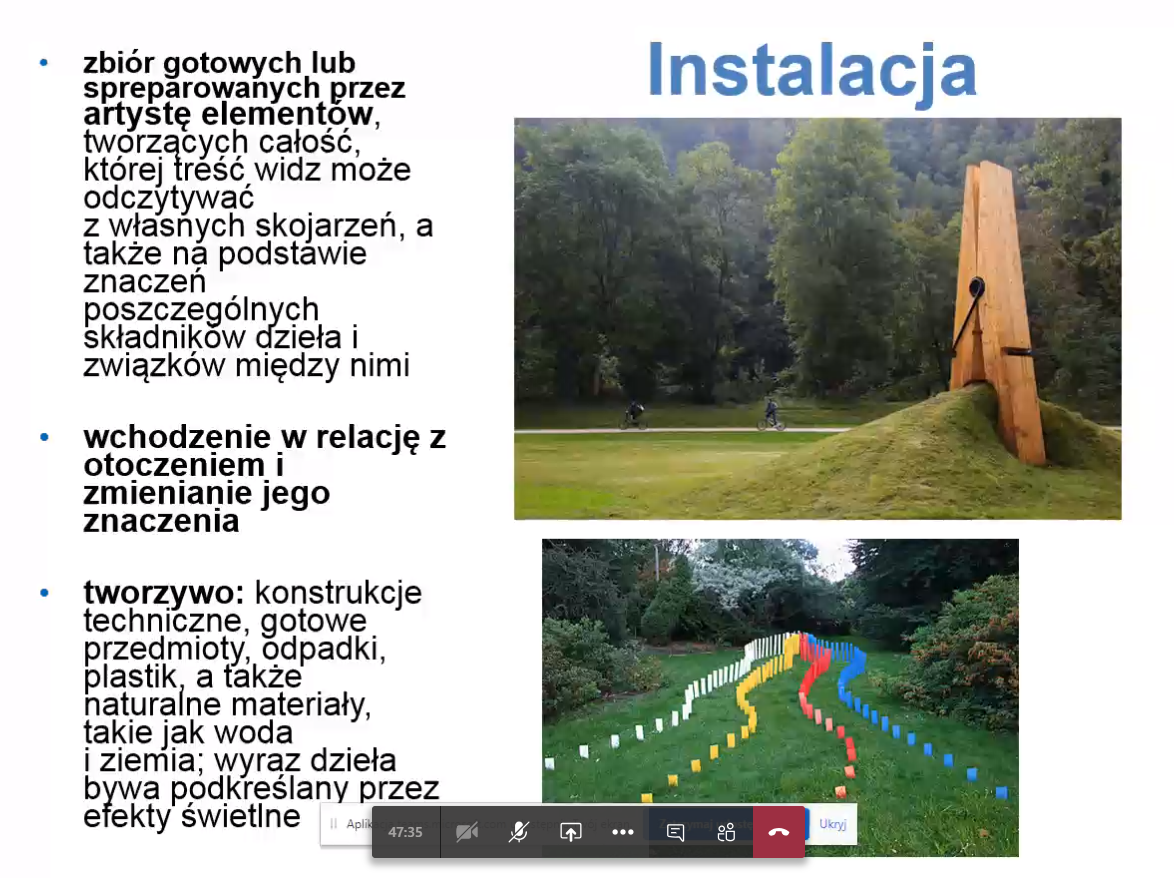 Instalacja
zbiór gotowych lub
spreparowanych przez
artystę elementów,
tworzących całość,
której treść widz może
odczytywać
z własnych skojarzeń, a
także na podstawie
znaczeń
poszczególnych
składników dzieła i
związków między nimi
wchodzenie w relację z
otoczeniem i
zmienianie jego
znaczenia
tworzywo: konstrukcje
techniczne, gotowe
przedmioty, odpadki,
plastik, a także
naturalne materiały,
takie jak woda
i ziemia; wyraz dzieła
bywa podkreślany przez
efekty świetlne
47:35
Ukryj